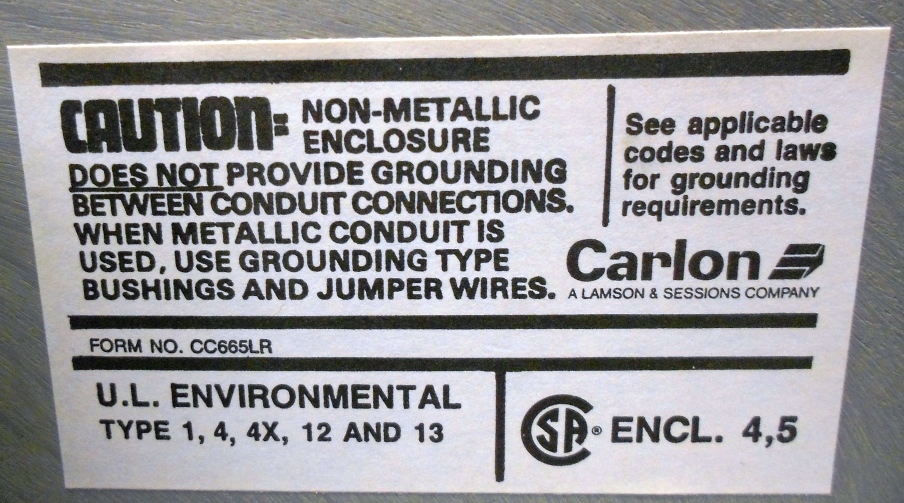 CAUTION: NON-METALLIC
ENCLOSURE
DOES NOT PROVIDE GROUNDING
BETWEEN CONDUIT CONNECTIONS.
WHEN METALLIC CONDUIT IS
USED, USE GROUNDING TYPE
BUSHINGS AND JUMPER WIRES.
See applicable
codes and laws
for grounding
requirements.
Carlon
A LAMSON & SESSIONS COMPANY
FORM NO. CC665LR
U.L. ENVIRONMENTAL
TYPE 1, 4, 4X, 12 AND 13
CSA® ENCL. 4,5